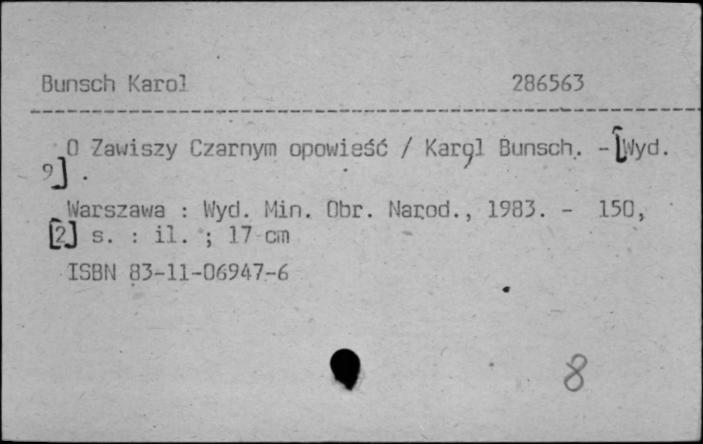 Bunsch Karol 286563
O Zawiszy Czarnym opowieść / Karol Bunsch. - [Wyd.
9] .
Warszawa : Wyd. Min. Obr. Narod., 1983. - 150,
[2] s. : il. ; 17 cm
ISBN 83-11-06947-6
8